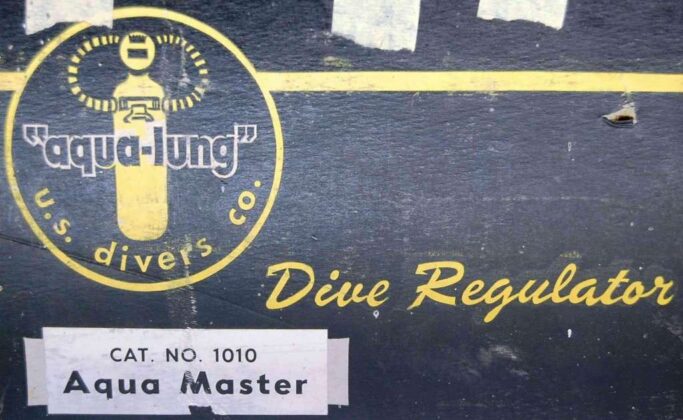 "aqua-lung"
u.s. divers co.
Dive Regulator
CAT. NO. 1010
Aqua Master